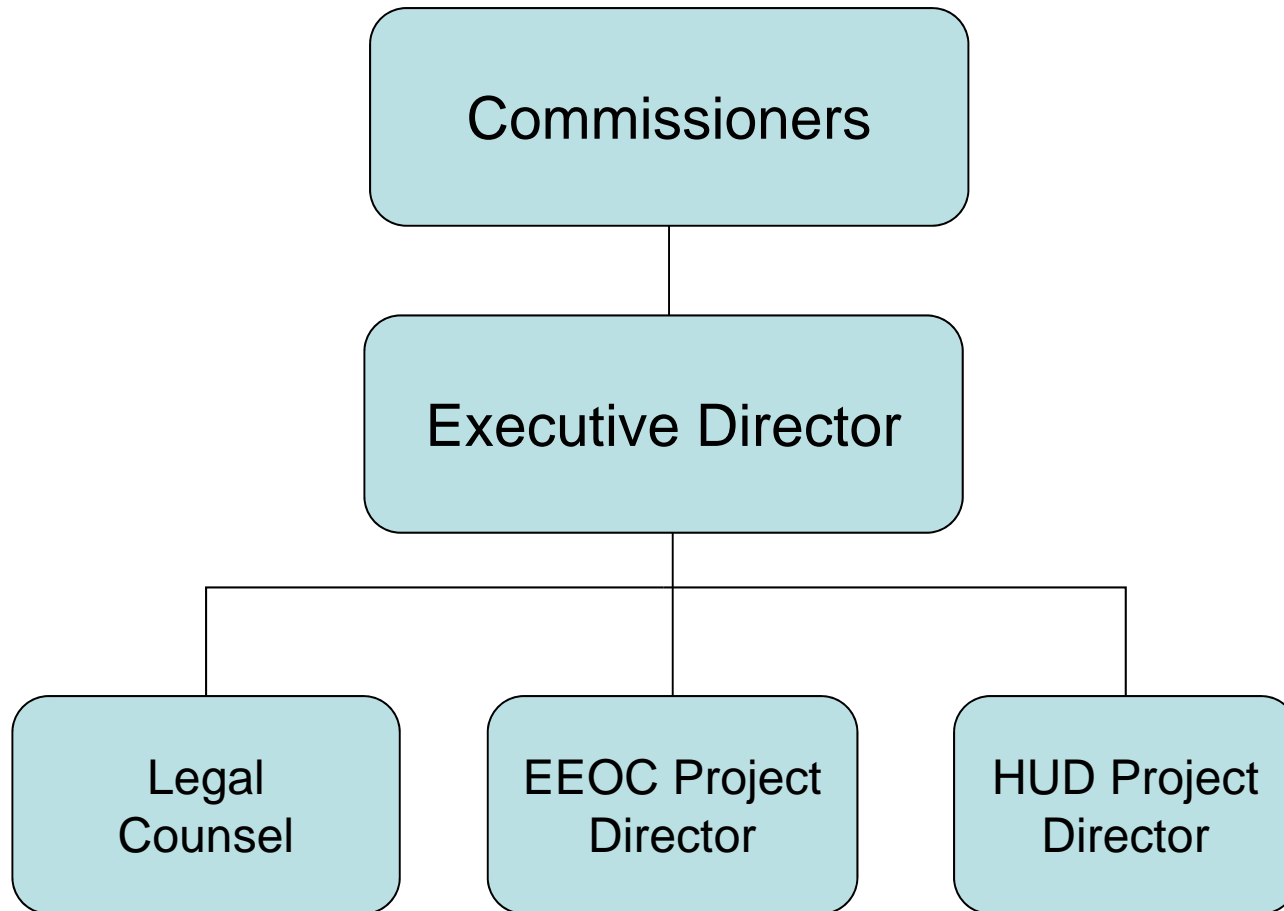 Commissioners
Executive Director
Legal
Counsel
EEOC Project
Director
HUD Project
Director